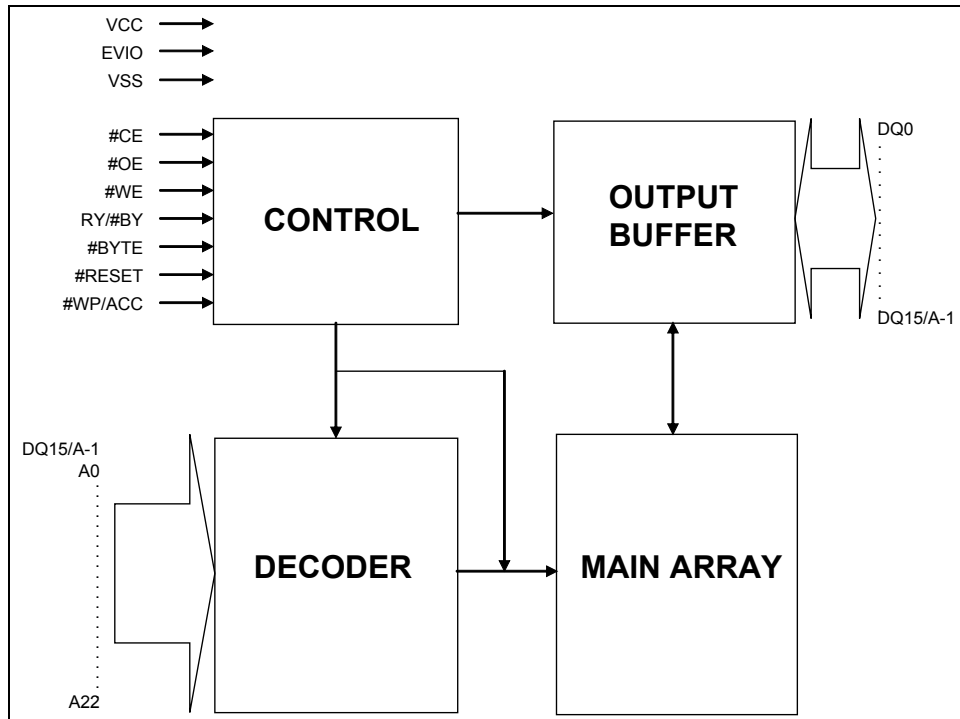 VCC
EVIO
VSS
#CE
#OE
#WE
RY/#BY
#BYTE
#RESET
#WP/ACC
CONTROL
OUTPUT
BUFFER
DQ0
DQ15/A-1
DQ15/A-1
A0
A22
DECODER
MAIN ARRAY